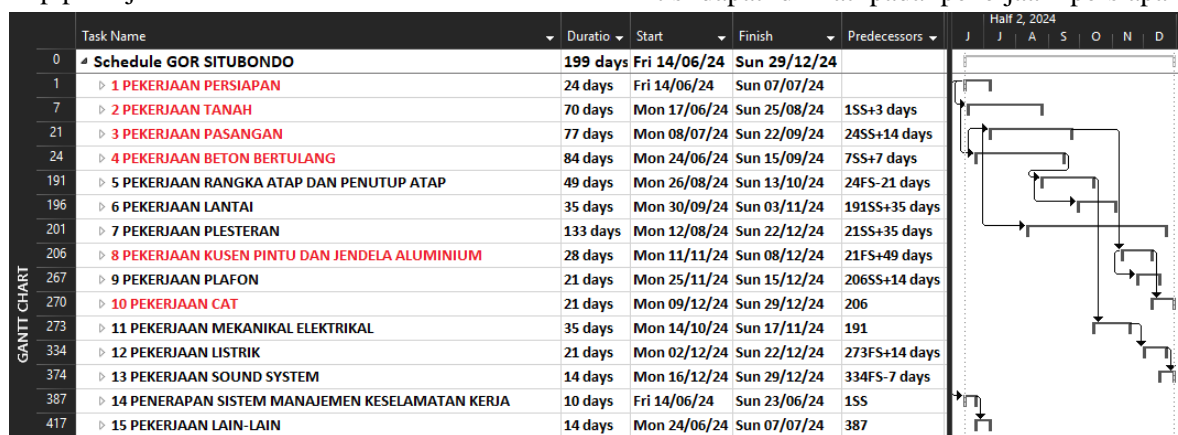 Task Name Duratio Start Finish Predecessors Half 2, 2024
J J A S O N D
0 Schedule GOR SITUBONDO 199 days Fri 14/06/24 Sun 29/12/24
1 1 PEKERJAAN PERSIAPAN 24 days Fri 14/06/24 Sun 07/07/24
7 2 PEKERJAAN TANAH 70 days Mon 17/06/24 Sun 25/08/24 1SS+3 days
21 3 PEKERJAAN PASANGAN 77 days Mon 08/07/24 Sun 22/09/24 24SS+14 days
24 4 PEKERJAAN BETON BERTULANG 84 days Mon 24/06/24 Sun 15/09/24 7SS+7 days
191 5 PEKERJAAN RANGKA ATAP DAN PENUTUP ATAP 49 days Mon 26/08/24 Sun 13/10/24 24FS-21 days
196 6 PEKERJAAN LANTAI 35 days Mon 30/09/24 Sun 03/11/24 191SS+35 days
201 7 PEKERJAAN PLESTERAN 133 days Mon 12/08/24 Sun 22/12/24 21SS+35 days
206 8 PEKERJAAN KUSEN PINTU DAN JENDELA ALUMINIUM 28 days Mon 11/11/24 Sun 08/12/24 21FS+49 days
267 9 PEKERJAAN PLAFON 21 days Mon 25/11/24 Sun 15/12/24 206SS+14 days
270 10 PEKERJAAN CAT 21 days Mon 09/12/24 Sun 29/12/24 206
273 11 PEKERJAAN MEKANIKAL ELEKTRIKAL 35 days Mon 14/10/24 Sun 17/11/24 191
334 12 PEKERJAAN LISTRIK 21 days Mon 02/12/24 Sun 22/12/24 273FS+14 days
374 13 PEKERJAAN SOUND SYSTEM 14 days Mon 16/12/24 Sun 29/12/24 334FS-7 days
387 14 PENERAPAN SISTEM MANAJEMEN KESELAMATAN KERJA 10 days Fri 14/06/24 Sun 23/06/24 1SS
417 15 PEKERJAAN LAIN-LAIN 14 days Mon 24/06/24 Sun 07/07/24 387
GANTT CHART